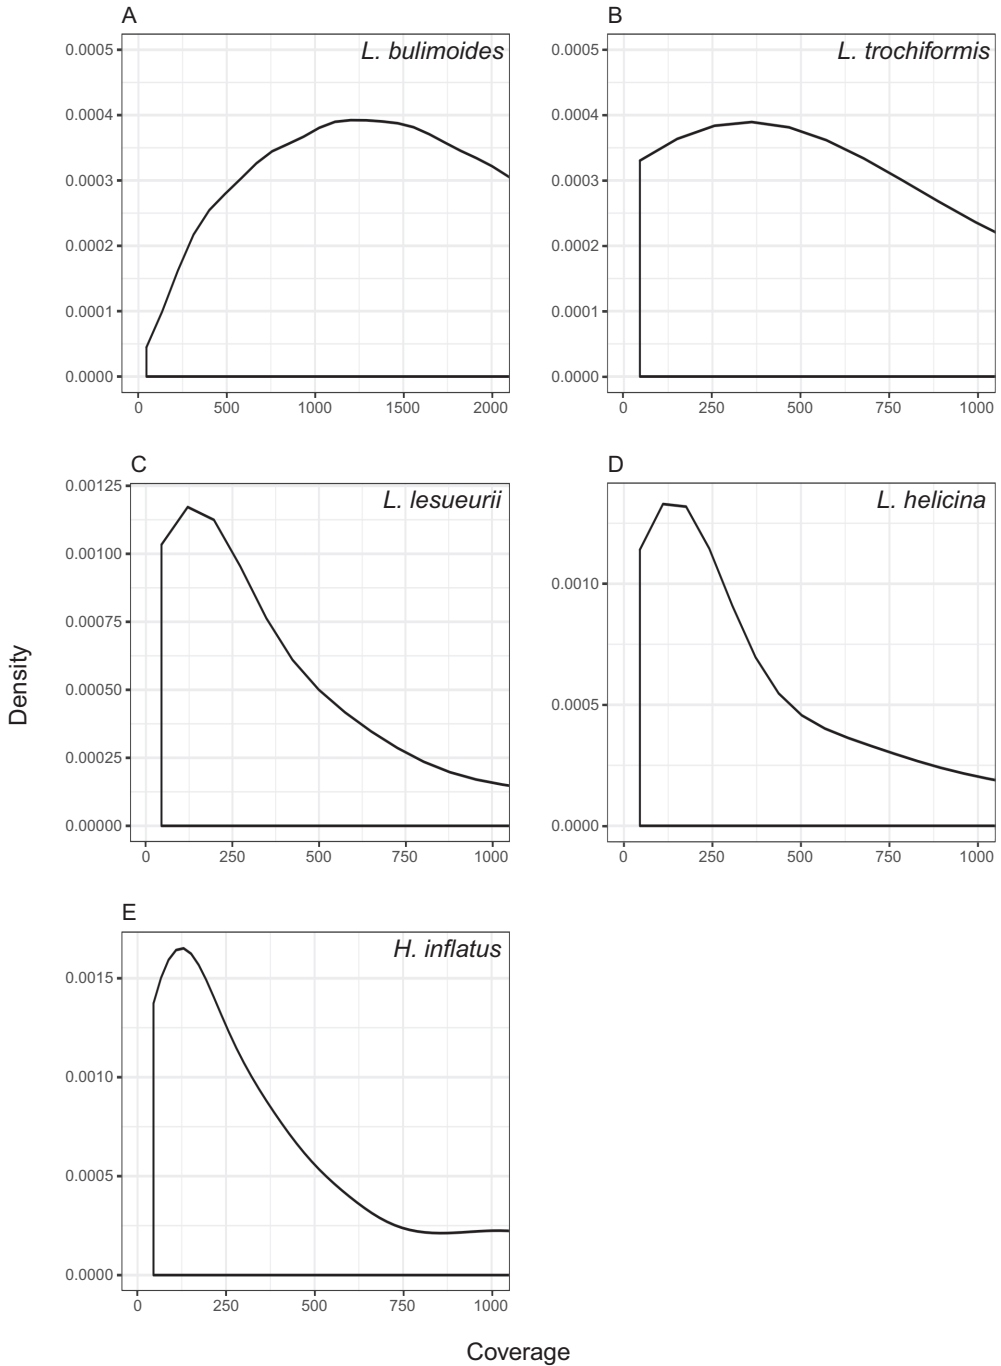 A
L. bulimoides
0.0005
0.0004
0.0003
0.0002
0.0001
0.0000
0 500 1000 1500 2000
B
L. trochiformis
0.0005
0.0004
0.0003
0.0002
0.0001
0.0000
0 250 500 750 1000
C
L. lesueurii
0.00125
0.00100
0.00075
0.00050
0.00025
0.00000
0 250 500 750 1000
D
L. helicina
0.0010
0.0005
0.0000
0 250 500 750 1000
E
H. inflatus
0.0015
0.0010
0.0005
0.0000
0 250 500 750 1000
Density
Coverage